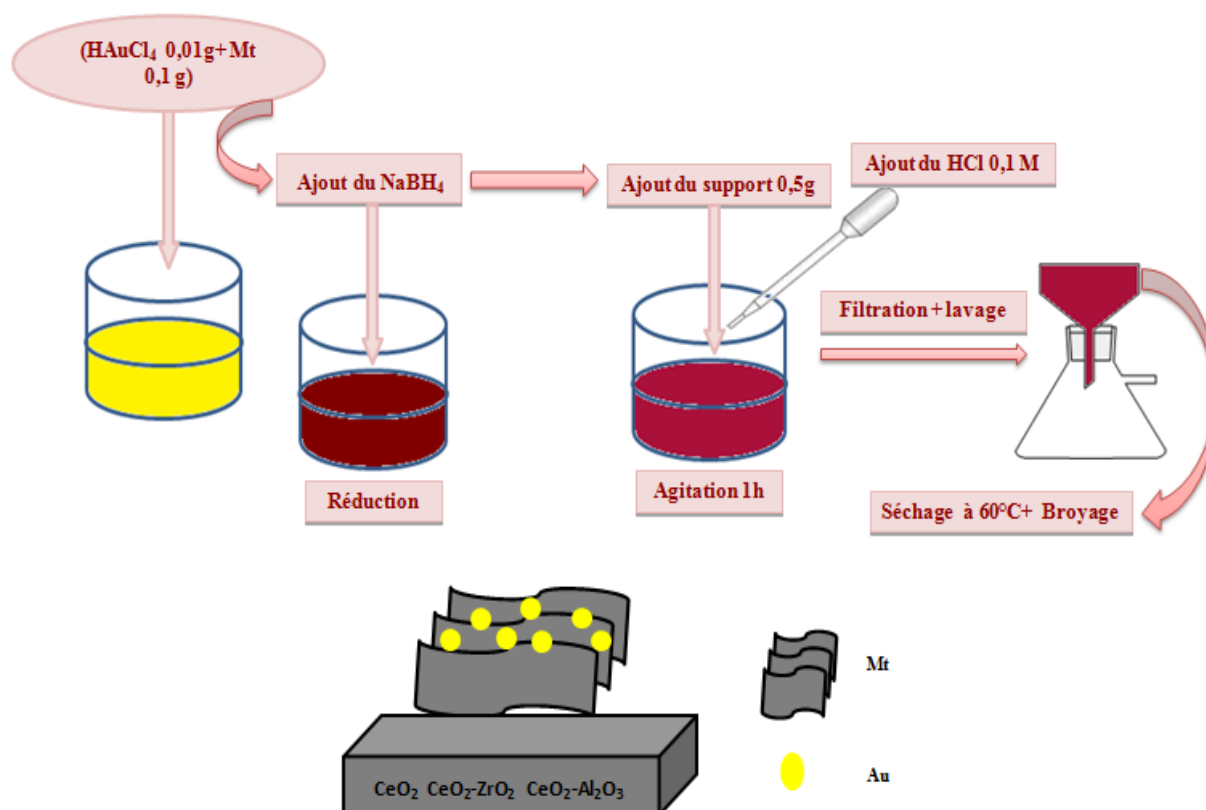 (HAuCl₄ 0,01g+ Mt
0,1 g)
Ajout du NaBH₄
Ajout du support 0,5g
Ajout du HCl 0,1 M
Filtration + lavage
Réduction
Agitation 1h
Séchage à 60°C+ Broyage
Mt
Au
CeO₂ CeO₂-ZrO₂ CeO₂-Al₂O₃